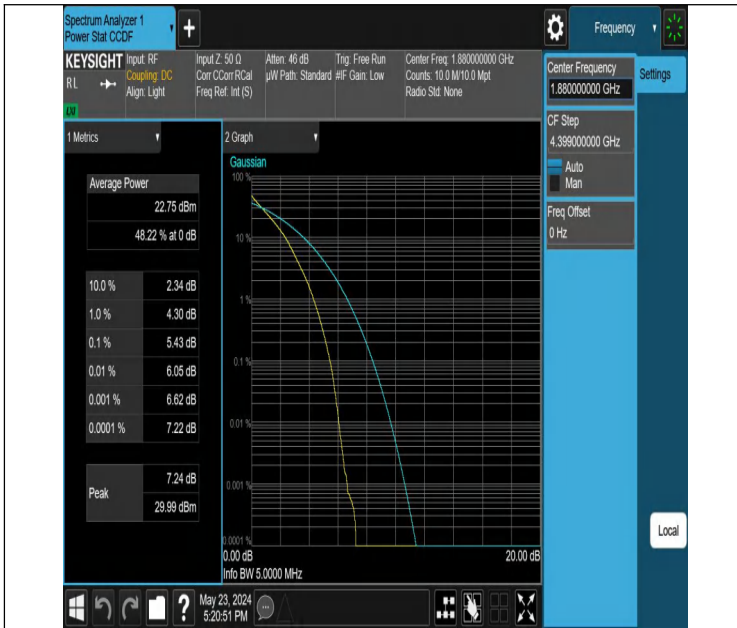 Spectrum Analyzer 1
Power Stat CCDF
+
Frequency
KEYSIGHT
RL
LXI
Input: RF
Coupling: DC
Align: Light
Input Z: 50 Ω
Corr CCorr RCal
Freq Ref: Int (S)
Atten: 46 dB
µW Path: Standard
Trig: Free Run
#IF Gain: Low
Center Freq: 1.880000000 GHz
Counts: 10.0 M/10.0 Mpt
Radio Std: None
Center Frequency
1.880000000 GHz
Settings
CF Step
4.399000000 GHz
Auto
Man
Freq Offset
0 Hz
1 Metrics
Average Power
22.75 dBm
48.22 % at 0 dB
10.0 % 2.34 dB
1.0 % 4.30 dB
0.1 % 5.43 dB
0.01 % 6.05 dB
0.001 % 6.62 dB
0.0001 % 7.22 dB
Peak
7.24 dB
29.99 dBm
2 Graph
Gaussian
100 %
10 %
1 %
0.1 %
0.01 %
0.001 %
0.0001 %
0.00 dB 20.00 dB
Info BW 5.0000 MHz
Local
?
May 23, 2024
5:20:51 PM